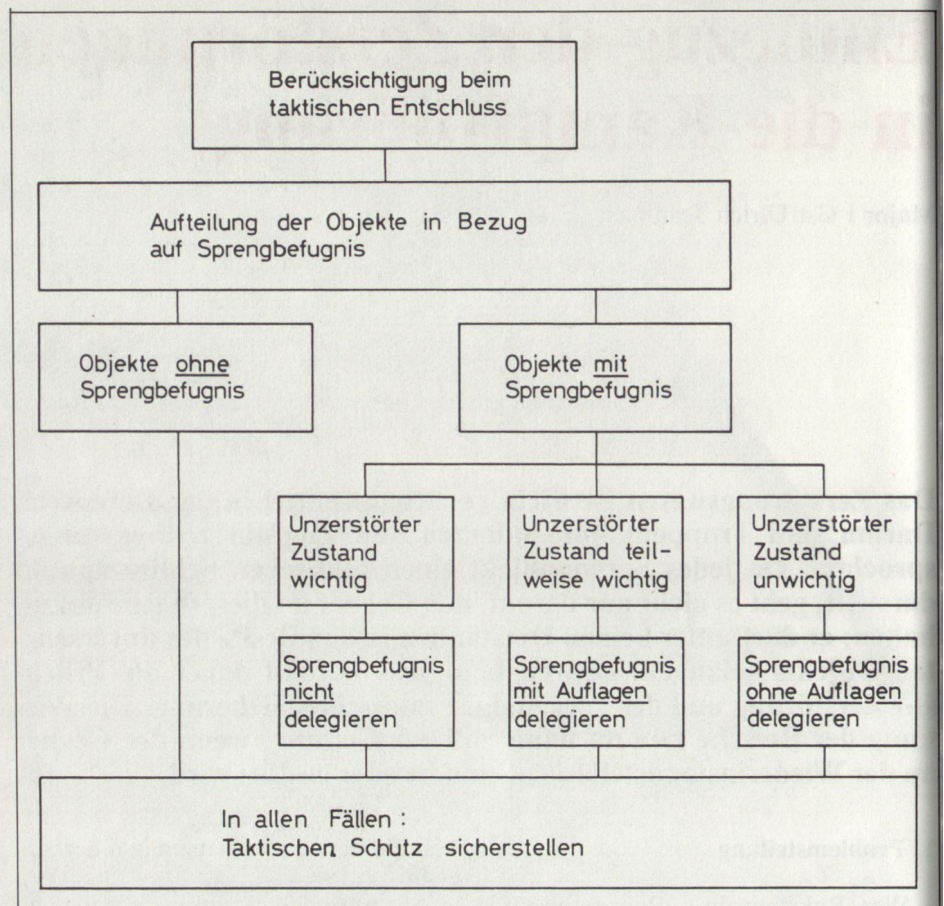 Berücksichtigung beim
taktischen Entschluss
Aufteilung der Objekte in Bezug
auf Sprengbefugnis
Objekte ohne
Sprengbefugnis
Objekte mit
Sprengbefugnis
Unzerstörter
Zustand
wichtig
Unzerstörter
Zustand teil-
weise wichtig
Unzerstörter
Zustand
unwichtig
Sprengbefugnis
nicht
delegieren
Sprengbefugnis
mit Auflagen
delegieren
Sprengbefugnis
ohne Auflagen
delegieren
In allen Fällen :
Taktischen Schutz sicherstellen